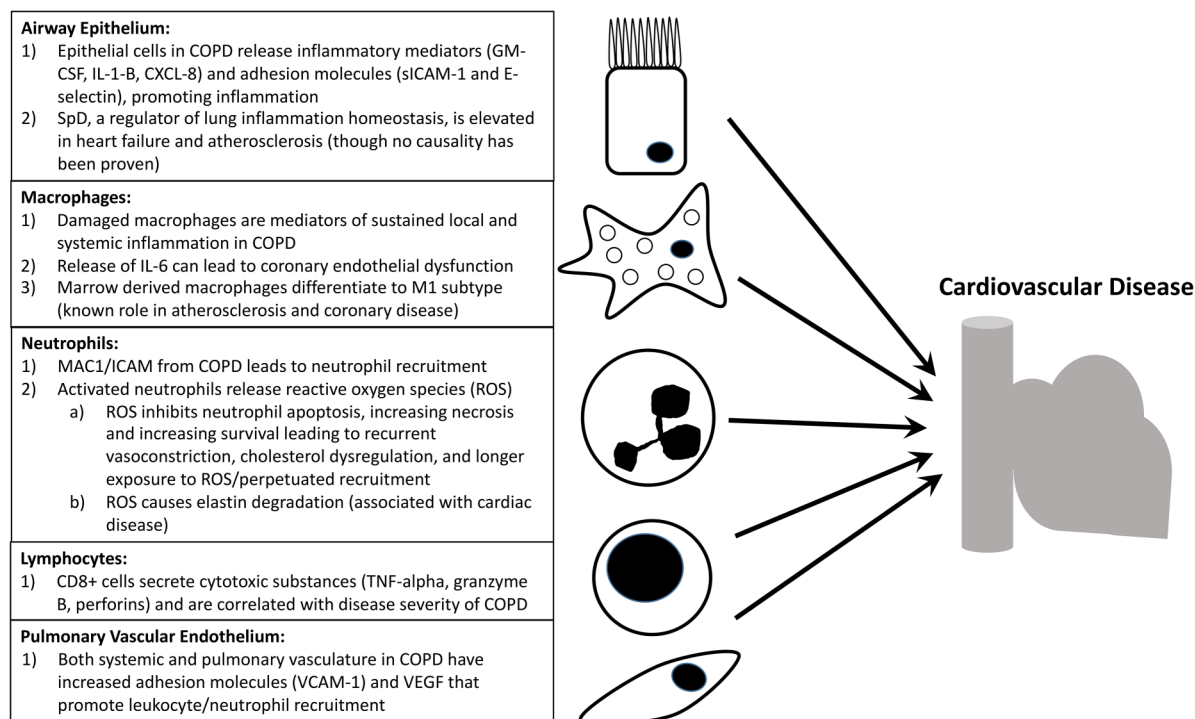 Airway Epithelium:
1) Epithelial cells in COPD release inflammatory mediators (GM-
CSF, IL-1-B, CXCL-8) and adhesion molecules (sICAM-1 and E-
selectin), promoting inflammation
2) SpD, a regulator of lung inflammation homeostasis, is elevated
in heart failure and atherosclerosis (though no causality has
been proven)
Macrophages:
1) Damaged macrophages are mediators of sustained local and
systemic inflammation in COPD
2) Release of IL-6 can lead to coronary endothelial dysfunction
3) Marrow derived macrophages differentiate to M1 subtype
(known role in atherosclerosis and coronary disease)
Neutrophils:
1) MAC1/ICAM from COPD leads to neutrophil recruitment
2) Activated neutrophils release reactive oxygen species (ROS)
a) ROS inhibits neutrophil apoptosis, increasing necrosis
and increasing survival leading to recurrent
vasoconstriction, cholesterol dysregulation, and longer
exposure to ROS/perpetuated recruitment
b) ROS causes elastin degradation (associated with cardiac
disease)
Lymphocytes:
1) CD8+ cells secrete cytotoxic substances (TNF-alpha, granzyme
B, perforins) and are correlated with disease severity of COPD
Pulmonary Vascular Endothelium:
1) Both systemic and pulmonary vasculature in COPD have
increased adhesion molecules (VCAM-1) and VEGF that
promote leukocyte/neutrophil recruitment
Cardiovascular Disease